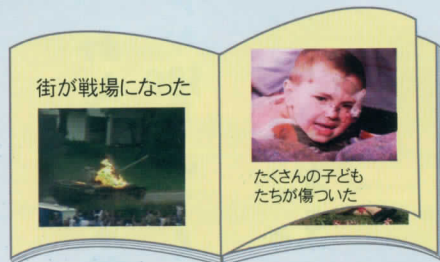 街が戦場になった
たくさんの子ども
たちが傷ついた